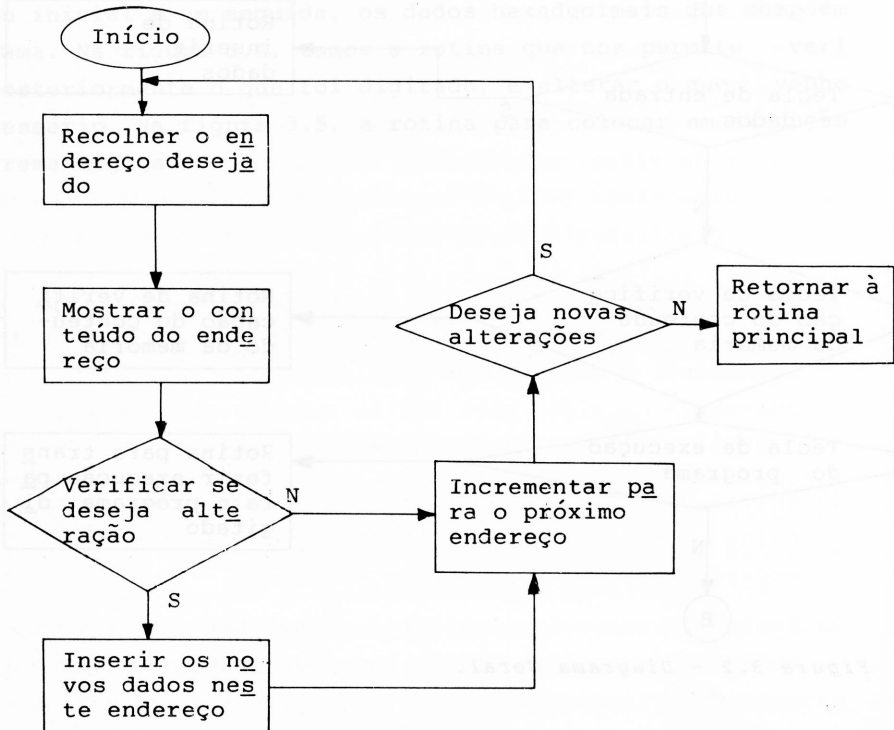 Início
Recolher o en
dereço deseja
do
Mostrar o con
teúdo do ende
reço
Verificar se
deseja alte
ração
N
S
Inserir os no
vos dados nes
te endereço
Incrementar pa
ra o próximo
endereço
Deseja novas
alterações
S
N
Retornar à
rotina
principal